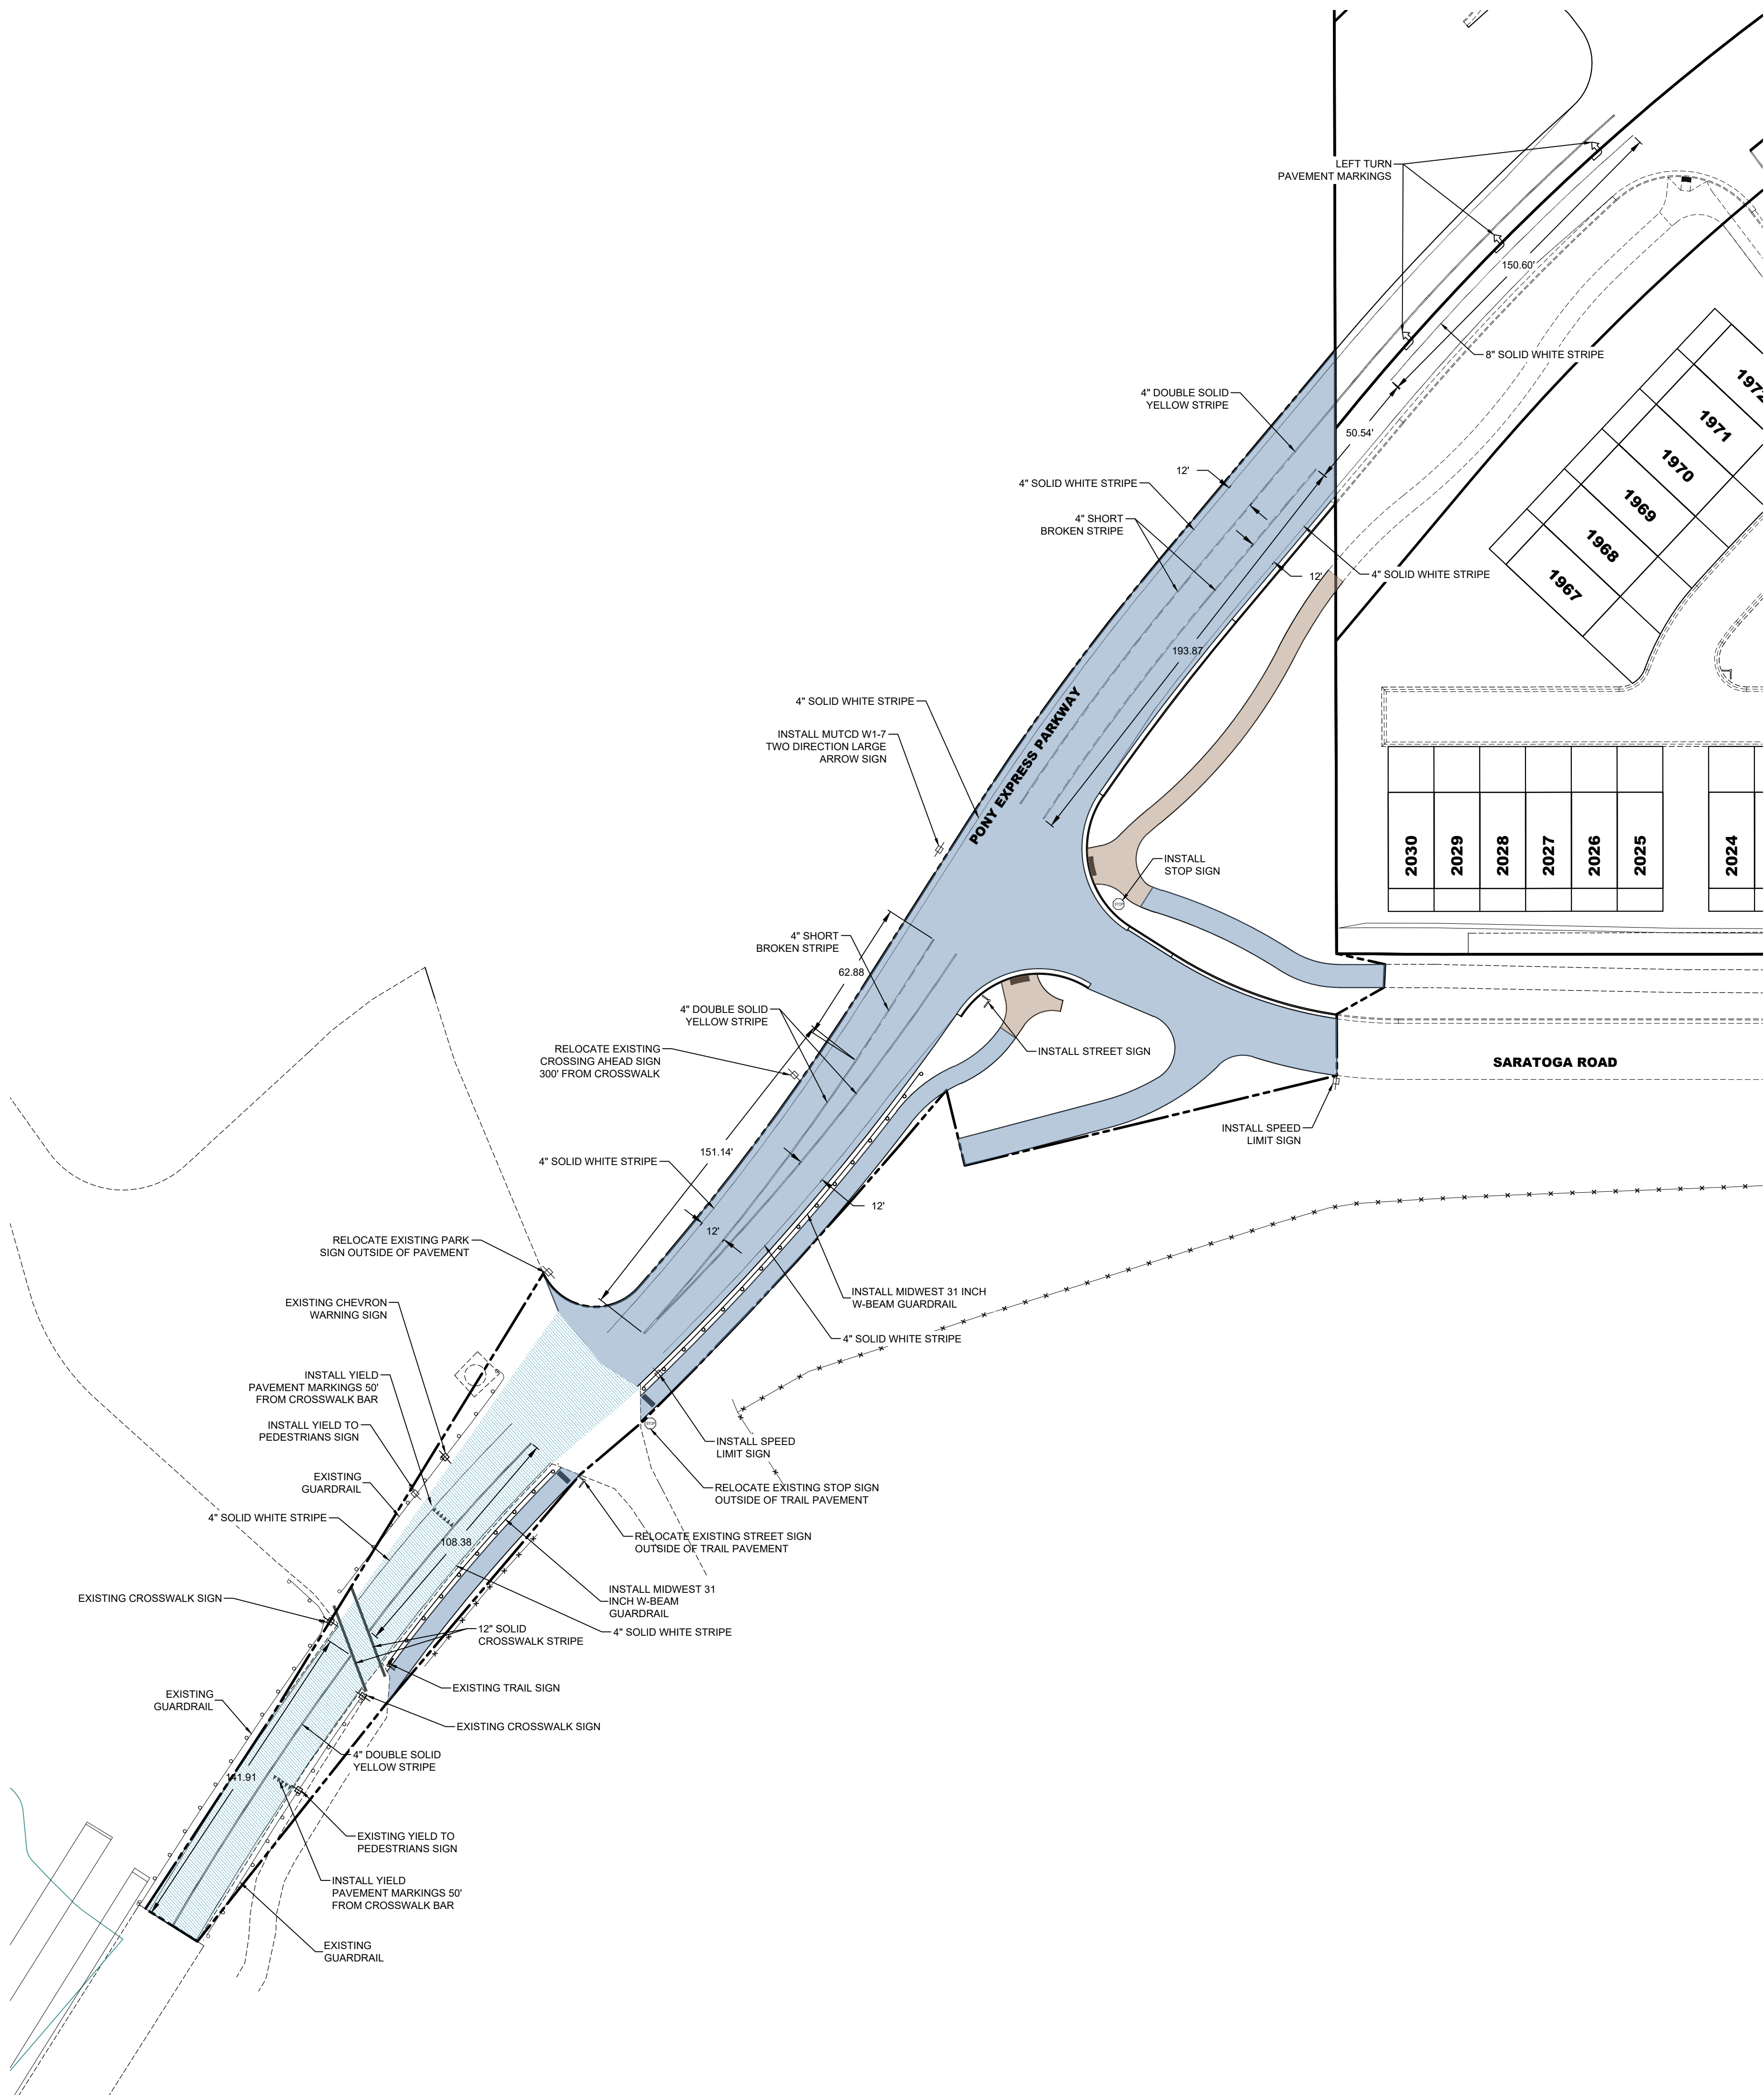 LEFT TURN
PAVEMENT MARKINGS
150.60'
8" SOLID WHITE STRIPE
1972
4" DOUBLE SOLID
YELLOW STRIPE
1971
50.54'
1970
12'
4" SOLID WHITE STRIPE
1969
4" SHORT
BROKEN STRIPE
1968
12'
4" SOLID WHITE STRIPE
1967
193.87
4" SOLID WHITE STRIPE
INSTALL MUTCD W1-7
TWO DIRECTION LARGE
ARROW SIGN
PONY EXPRESS PARKWAY
2030
2029
2028
2027
2026
2025
2024
INSTALL
STOP SIGN
STOP
4" SHORT
BROKEN STRIPE
62.88
4" DOUBLE SOLID
YELLOW STRIPE
RELOCATE EXISTING
CROSSING AHEAD SIGN
300' FROM CROSSWALK
INSTALL STREET SIGN
SARATOGA ROAD
INSTALL SPEED
LIMIT SIGN
151.14'
4" SOLID WHITE STRIPE
12'
12'
RELOCATE EXISTING PARK
SIGN OUTSIDE OF PAVEMENT
INSTALL MIDWEST 31 INCH
W-BEAM GUARDRAIL
EXISTING CHEVRON
WARNING SIGN
4" SOLID WHITE STRIPE
INSTALL YIELD
PAVEMENT MARKINGS 50'
FROM CROSSWALK BAR
INSTALL YIELD TO
PEDESTRIANS SIGN
STOP
INSTALL SPEED
LIMIT SIGN
EXISTING
GUARDRAIL
RELOCATE EXISTING STOP SIGN
OUTSIDE OF TRAIL PAVEMENT
4" SOLID WHITE STRIPE
108.38
RELOCATE EXISTING STREET SIGN
OUTSIDE OF TRAIL PAVEMENT
EXISTING CROSSWALK SIGN
INSTALL MIDWEST 31
INCH W-BEAM
GUARDRAIL
12" SOLID
CROSSWALK STRIPE
4" SOLID WHITE STRIPE
EXISTING TRAIL SIGN
EXISTING
GUARDRAIL
EXISTING CROSSWALK SIGN
4" DOUBLE SOLID
YELLOW STRIPE
141.91
EXISTING YIELD TO
PEDESTRIANS SIGN
INSTALL YIELD
PAVEMENT MARKINGS 50'
FROM CROSSWALK BAR
EXISTING
GUARDRAIL